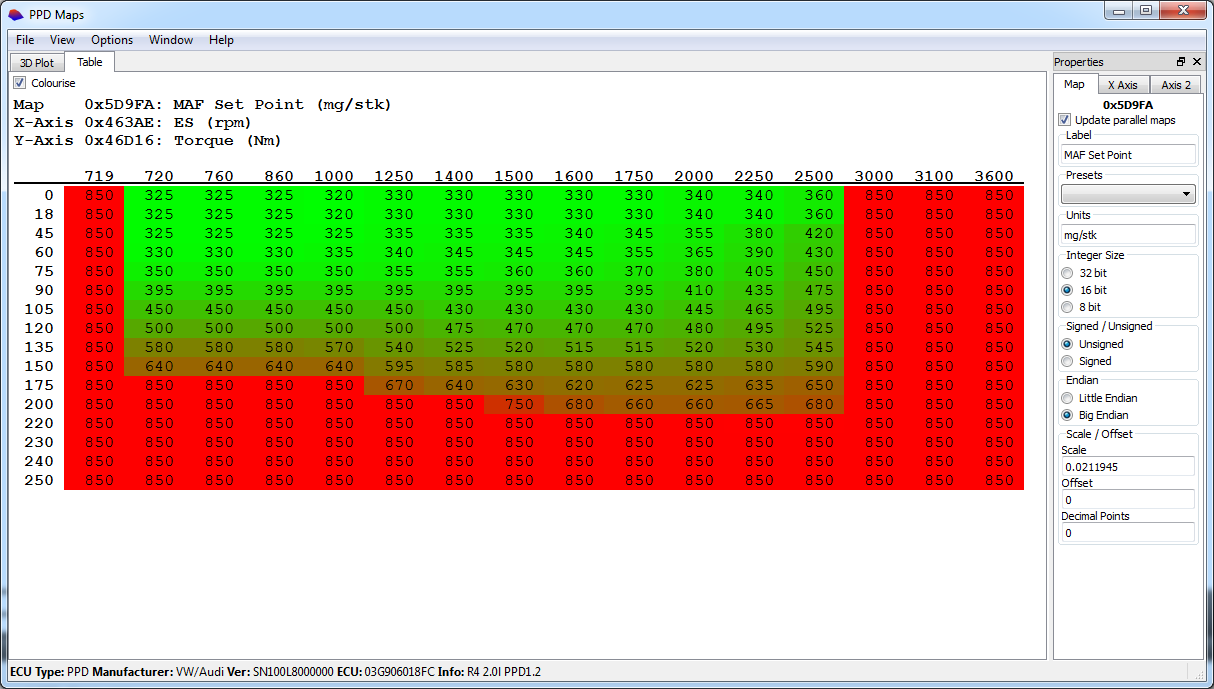 PPD Maps
File View Options Window Help
3D Plot Table
Colourise
Map 0x5D9FA: MAF Set Point (mg/stk)
X-Axis 0x463AE: ES (rpm)
Y-Axis 0x46D16: Torque (Nm)
719 720 760 860 1000 1250 1400 1500 1600 1750 2000 2250 2500 3000 3100 3600
0 850 325 325 325 320 330 330 330 330 330 340 340 360 850 850 850
18 850 325 325 325 320 330 330 330 330 330 340 340 360 850 850 850
45 850 325 325 325 325 335 335 335 340 345 355 380 420 850 850 850
60 850 330 330 330 335 340 345 345 345 355 365 390 430 850 850 850
75 850 350 350 350 350 355 355 360 360 370 380 405 450 850 850 850
90 850 395 395 395 395 395 395 395 395 395 410 435 475 850 850 850
105 850 450 450 450 450 450 430 430 430 430 445 465 495 850 850 850
120 850 500 500 500 500 500 475 470 470 470 480 495 525 850 850 850
135 850 580 580 580 570 540 525 520 515 515 520 530 545 850 850 850
150 850 640 640 640 640 595 585 580 580 580 580 580 590 850 850 850
175 850 850 850 850 850 670 640 630 620 625 625 635 650 850 850 850
200 850 850 850 850 850 850 850 750 680 660 660 665 680 850 850 850
220 850 850 850 850 850 850 850 850 850 850 850 850 850 850 850 850
230 850 850 850 850 850 850 850 850 850 850 850 850 850 850 850 850
240 850 850 850 850 850 850 850 850 850 850 850 850 850 850 850 850
250 850 850 850 850 850 850 850 850 850 850 850 850 850 850 850 850
Properties
Map X Axis Axis 2
0x5D9FA
Update parallel maps
Label
MAF Set Point
Presets
Units
mg/stk
Integer Size
32 bit
16 bit
8 bit
Signed / Unsigned
Unsigned
Signed
Endian
Little Endian
Big Endian
Scale / Offset
Scale
0.0211945
Offset
0
Decimal Points
0
ECU Type: PPD Manufacturer: VW/Audi Ver: SN100L8000000 ECU: 03G906018FC Info: R4 2.0l PPD1.2